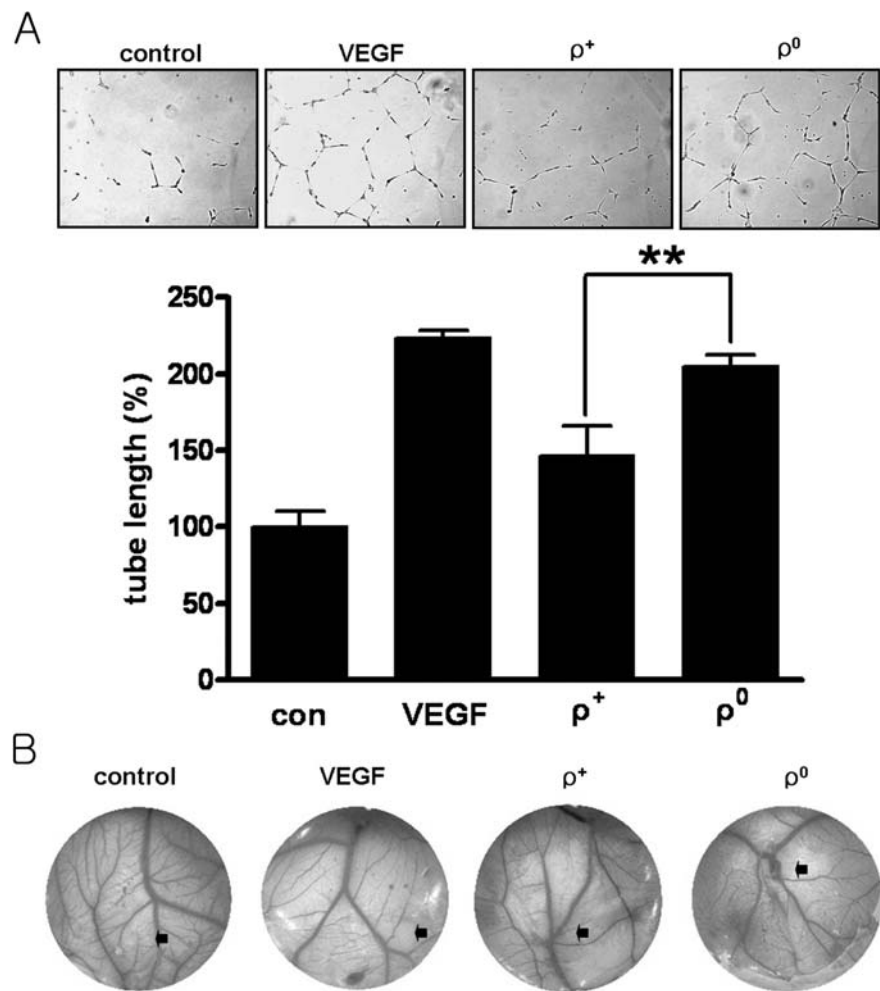 A
control VEGF ρ⁺ ρ⁰
**
250
200
150
100
50
0
tube length (%)
con VEGF ρ⁺ ρ⁰
B
control VEGF ρ⁺ ρ⁰